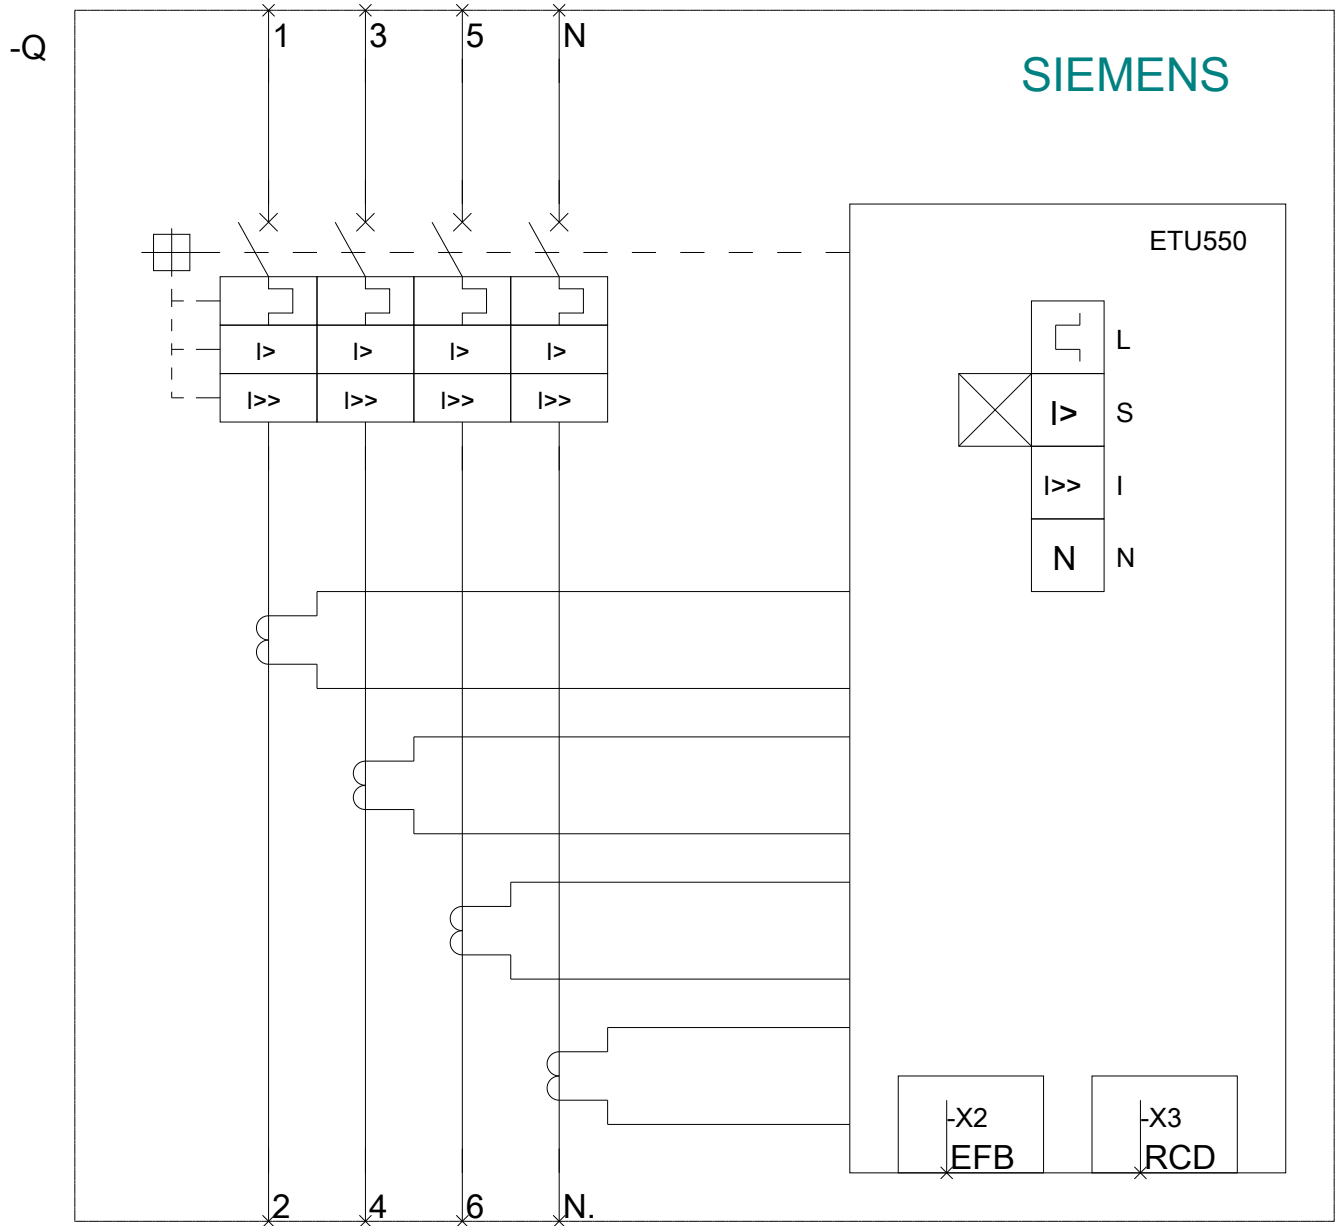 1 3 5 N
-Q
SIEMENS
ETU550
L
I> I> I> I>
I>> I>> I>> I>>
I> S
I>> I
N N
-X2 -X3
EFB RCD
2 4 6 N.